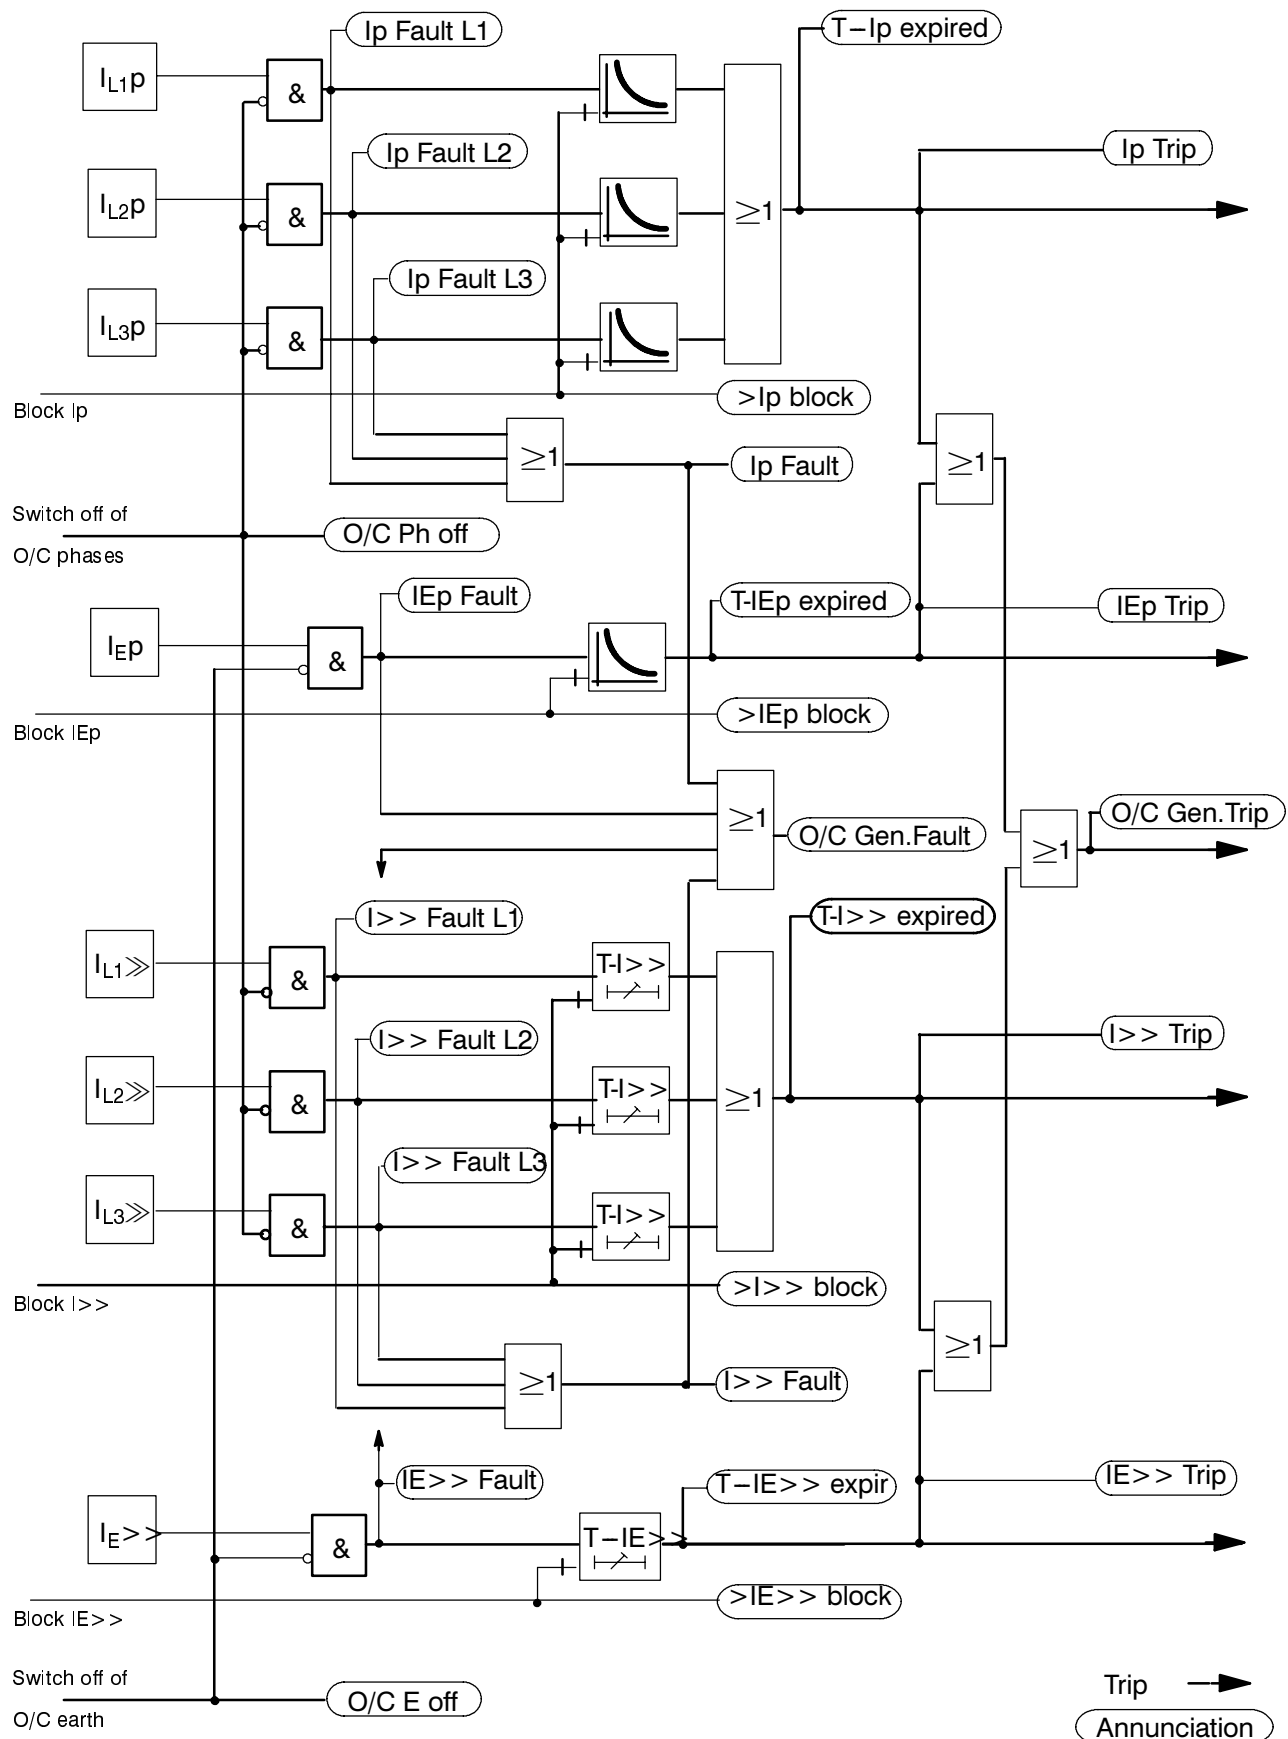 Ip Fault L1
T–Ip expired
IL1p
&
Ip Fault L2
Ip Trip
IL2p
&
≥1
Ip Fault L3
IL3p
&
Block Ip
>Ip block
≥1
Ip Fault
≥1
Switch off of
O/C phases
O/C Ph off
IEp Fault
T-IEp expired
IEp Trip
IEp
&
Block IEp
>IEp block
≥1
O/C Gen.Fault
O/C Gen.Trip
≥1
I>> Fault L1
T-I>> expired
IL1≫
&
T-I>>
I>> Fault L2
I>> Trip
IL2≫
&
T-I>>
≥1
I>> Fault L3
IL3≫
&
T-I>>
Block I>>
>I>> block
≥1
≥1
I>> Fault
IE>> Fault
T–IE>> expir
IE>> Trip
IE>>
&
T–IE>>
Block IE>>
>IE>> block
Switch off of
O/C earth
O/C E off
Trip
Annunciation